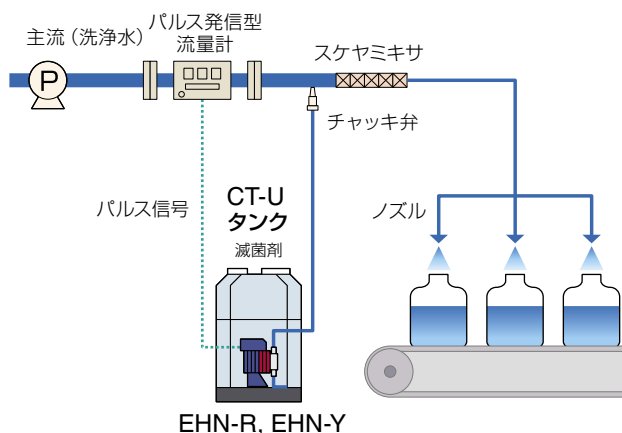 主流（洗浄水）
パルス発信型
流量計
スケヤミキサ
P
チャッキ弁
パルス信号
CT-U
タンク
滅菌剤
ノズル
EHN-R, EHN-Y